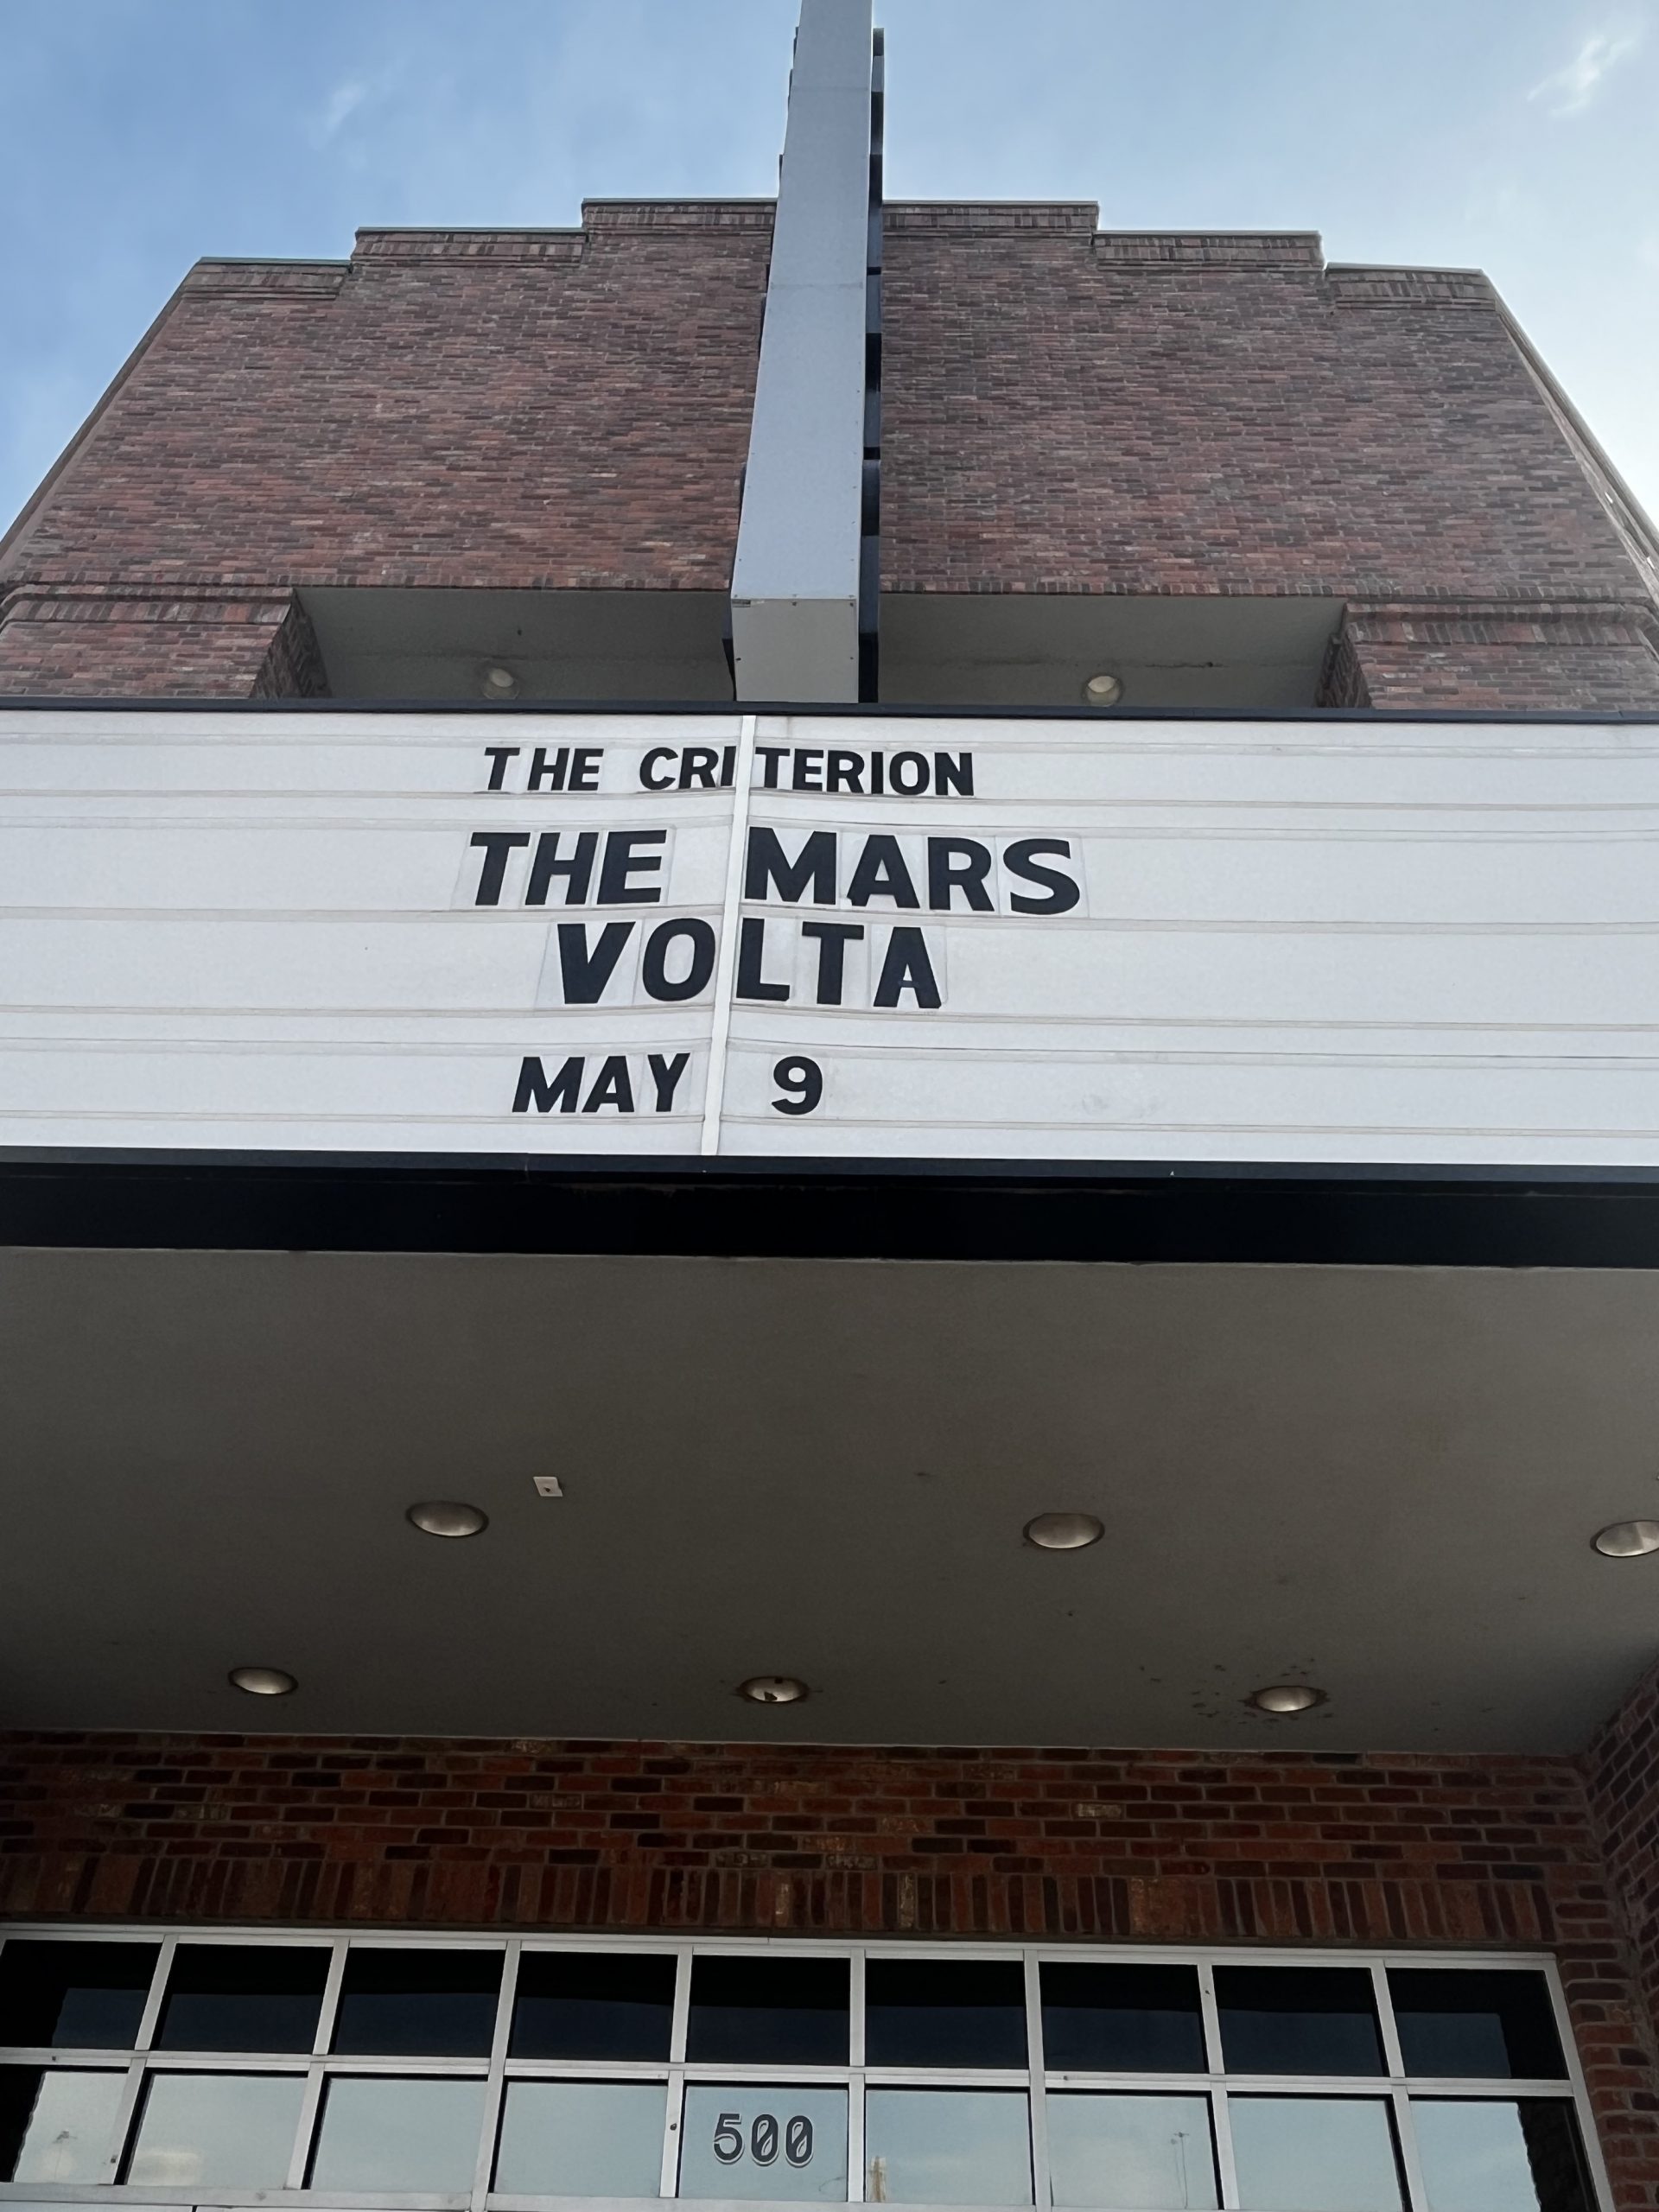 THE CRITERION
THE MARS
VOLTA
MAY 9
500